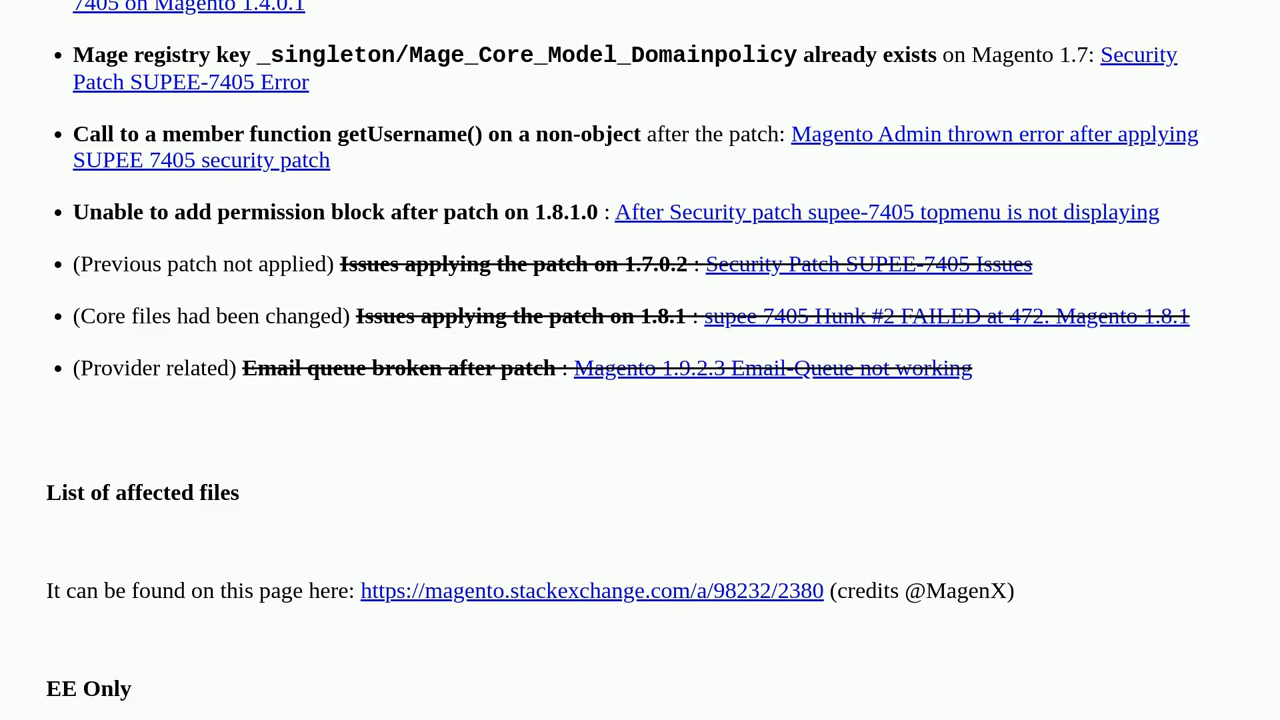 7405 on Magento 1.4.0.1
• Mage registry key _singleton/Mage_Core_Model_Domainpolicy already exists on Magento 1.7: Security
Patch SUPEE-7405 Error
• Call to a member function getUsername() on a non-object after the patch: Magento Admin thrown error after applying
SUPEE 7405 security patch
• Unable to add permission block after patch on 1.8.1.0 : After Security patch supee-7405 topmenu is not displaying
• (Previous patch not applied) Issues applying the patch on 1.7.0.2 : Security Patch SUPEE-7405 Issues
• (Core files had been changed) Issues applying the patch on 1.8.1 : supee 7405 Hunk #2 FAILED at 472. Magento 1.8.1
• (Provider related) Email queue broken after patch : Magento 1.9.2.3 Email-Queue not working
List of affected files
It can be found on this page here: https://magento.stackexchange.com/a/98232/2380 (credits @MagenX)
EE Only